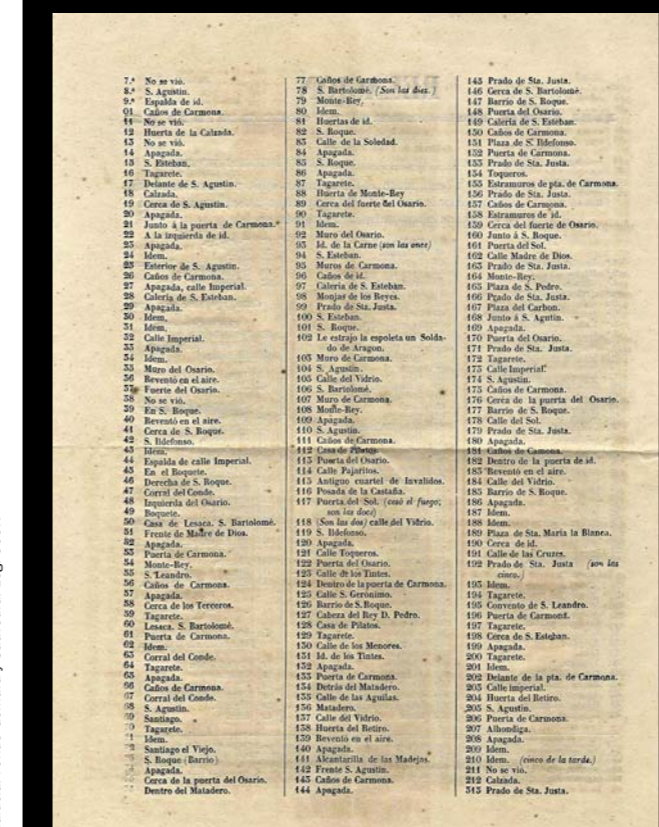 7.ª No se vió.
8.ª S. Agustin.
9.ª Espalda de id.
01 Caños de Carmona.
11 No se vió.
12 Huerta de la Calzada.
13 No se vió.
14 Apagada.
15 S. Esteban.
16 Tagarete.
17 Delante de S. Agustin.
18 Calzada.
19 Cerca de S. Agustin.
20 Apagada.
21 Junto à la puerta de Carmona.
22 A la izquierda de id.
23 Apagada.
24 Idem.
25 Esterior de S. Agustin.
26 Caños de Carmona.
27 Apagada, calle Imperial.
28 Caleria de S. Esteban.
29 Apagada.
30 Idem.
31 Idem.
32 Calle Imperial.
33 Apagada.
34 Idem.
35 Muro del Osario.
36 Reventó en el aire.
37 Fuerte del Osario.
38 No se vió.
39 En S. Roque.
40 Reventó en el aire.
41 Cerca de S. Roque.
42 S. Ildefonso.
43 Idem.
44 Espalda de calle Imperial.
45 En el Boquete.
46 Derecha de S. Roque.
47 Corral del Conde.
48 Izquierda del Osario.
49 Boquete.
50 Casa de Lesaca. S. Bartolomè.
51 Frente de Madre de Dios.
52 Apagada.
53 Puerta de Carmona.
54 Monte-Rey.
55 S. Leandro.
56 Caños de Carmona.
57 Apagada.
58 Cerca de los Terceros.
59 Tagarete.
60 Lesaca. S. Bartolomè.
61 Puerta de Carmona.
62 Idem.
63 Corral del Conde.
64 Tagarete.
65 Apagada.
66 Caños de Carmona.
67 Corral del Conde.
68 S. Agustin.
69 Santiago.
70 Tagarete.
Idem.
Santiago el Viejo.
S. Roque (Barrio)
Apagada.
Cerca de la puerta del Osario.
Dentro del Matadero.
77 Caños de Carmona.
78 S. Bartolomè. (Son las diez.)
79 Monte-Rey.
80 Idem.
81 Huertas de id.
82 S. Roque.
83 Calle de la Soledad.
84 Apagada.
85 S. Roque.
86 Apagada.
87 Tagarete.
88 Huerta de Monte-Rey
89 Cerca del fuerte del Osario.
90 Tagarete.
91 Idem.
92 Muro del Osario.
93 Id. de la Carne (son las once)
94 S. Esteban.
95 Muros de Carmona.
96 Caños de id.
97 Caleria de S. Esteban.
98 Monjas de los Reyes.
99 Prado de Sta. Justa.
100 S. Esteban.
101 S. Roque.
102 Le estrajo la espoleta un Solda-
do de Aragon.
103 Muro de Carmona.
104 S. Agustin.
105 Calle del Vidrio.
106 S. Bartolomè.
107 Muro de Carmona.
108 Monte-Rey.
109 Apagada.
110 S. Agustin.
111 Caños de Carmona.
112 Casa de Pilatos.
113 Puerta del Osario.
114 Calle Pajaritos.
115 Antiguo cuartel de Invalidos.
116 Posada de la Castaña.
117 Puerta del Sol. (cesó el fuego;
son las doce)
118 (Son las dos) calle del Vidrio.
119 S. Ildefonso.
120 Apagada.
121 Calle Toqueros.
122 Puerta del Osario.
123 Calle de los Tintes.
124 Dentro de la puerta de Carmona.
125 Calle S. Gerónimo.
126 Barrio de S. Roque.
127 Cabeza del Rey D. Pedro.
128 Casa de Pilatos.
129 Tagarete.
130 Calle de los Menores.
131 Id. de los Tintes.
132 Apagada.
133 Puerta de Carmona.
134 Detrás del Matadero.
135 Calle de las Aguilas.
136 Matadero.
137 Calle del Vidrio.
138 Huerta del Retiro.
139 Reventó en el aire.
140 Apagada.
141 Alcantarilla de las Madejas.
142 Frente S. Agustin.
143 Caños de Carmona.
144 Apagada.
145 Prado de Sta. Justa.
146 Cerca de S. Bartolomè.
147 Barrio de S. Roque.
148 Puerta del Osario.
149 Caleria de S. Esteban.
150 Caños de Carmona.
151 Plaza de S. Ildefonso.
152 Puerta de Carmona.
153 Prado de Sta. Justa.
154 Toqueros.
155 Estramuros de pta. de Carmona.
156 Prado de Sta. Justa.
157 Caños de Carmona.
158 Estramuros de id.
159 Cerca del fuerte de Osario.
160 Junto à S. Roque.
161 Puerta del Sol.
162 Calle Madre de Dios.
163 Prado de Sta. Justa.
164 Monte-Rey.
165 Plaza de S. Pedro.
166 Prado de Sta. Justa.
167 Plaza del Carbon.
168 Junto à S. Agutin.
169 Apagada.
170 Puerta del Osario.
171 Prado de Sta. Justa.
172 Tagarete.
173 Calle Imperial.
174 S. Agustin.
175 Caños de Carmona.
176 Cerca de la puerta del Osario.
177 Barrio de S. Roque.
178 Calle del Sol.
179 Prado de Sta. Justa.
180 Apagada.
181 Caños de Camona.
182 Dentro de la puerta de id.
183 Reventó en el aire.
184 Calle del Vidrio.
185 Barrio de S. Roque.
186 Apagada.
187 Idem.
188 Idem.
189 Plaza de Sta. Maria la Blanca.
190 Cerca de id.
191 Calle de las Cruzes.
192 Prado de Sta. Justa (son las
cinco.)
193 Idem.
194 Tagarete.
195 Convento de S. Leandro.
196 Puerta de Carmona.
197 Tagarete.
198 Cerca de S. Esteban.
199 Apagada.
200 Tagarete.
201 Idem.
202 Delante de la pta. de Carmona.
203 Calle imperial.
204 Huerta del Retiro.
205 S. Agustin.
206 Puerta de Carmona.
207 Alhondiga.
208 Apagada.
209 Idem.
210 Idem. (cinco de la tarde.)
211 No se vió.
212 Calzada.
313 Prado de Sta. Justa.